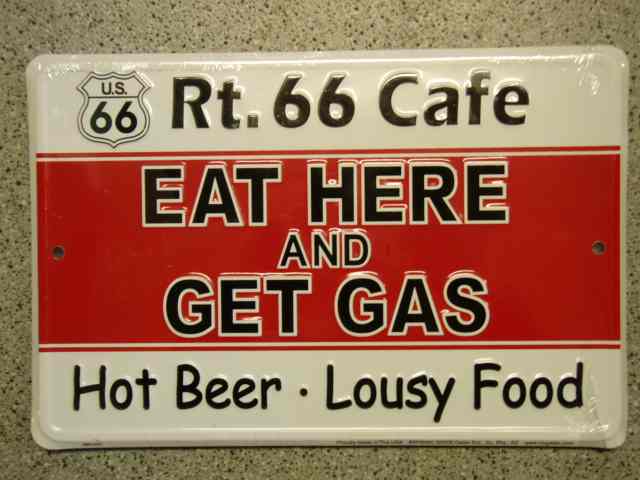 U.S.
66
Rt. 66 Cafe
EAT HERE
AND
GET GAS
Hot Beer · Lousy Food